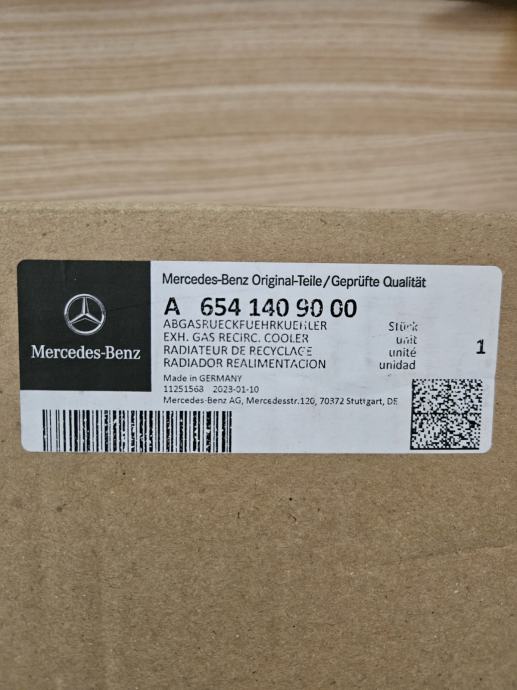 Mercedes-Benz Original-Teile/Geprüfte Qualität
A 654 140 90 00
ABGASRUECKFUEHRKUEHLER Stück
EXH. GAS RECIRC. COOLER unit
RADIATEUR DE RECYCLAGE unité 1
RADIADOR REALIMENTACION unidad
Mercedes-Benz
Made in GERMANY
11251563 2023-01-10
Mercedes-Benz AG, Mercedesstr.120, 70372 Stuttgart, DE